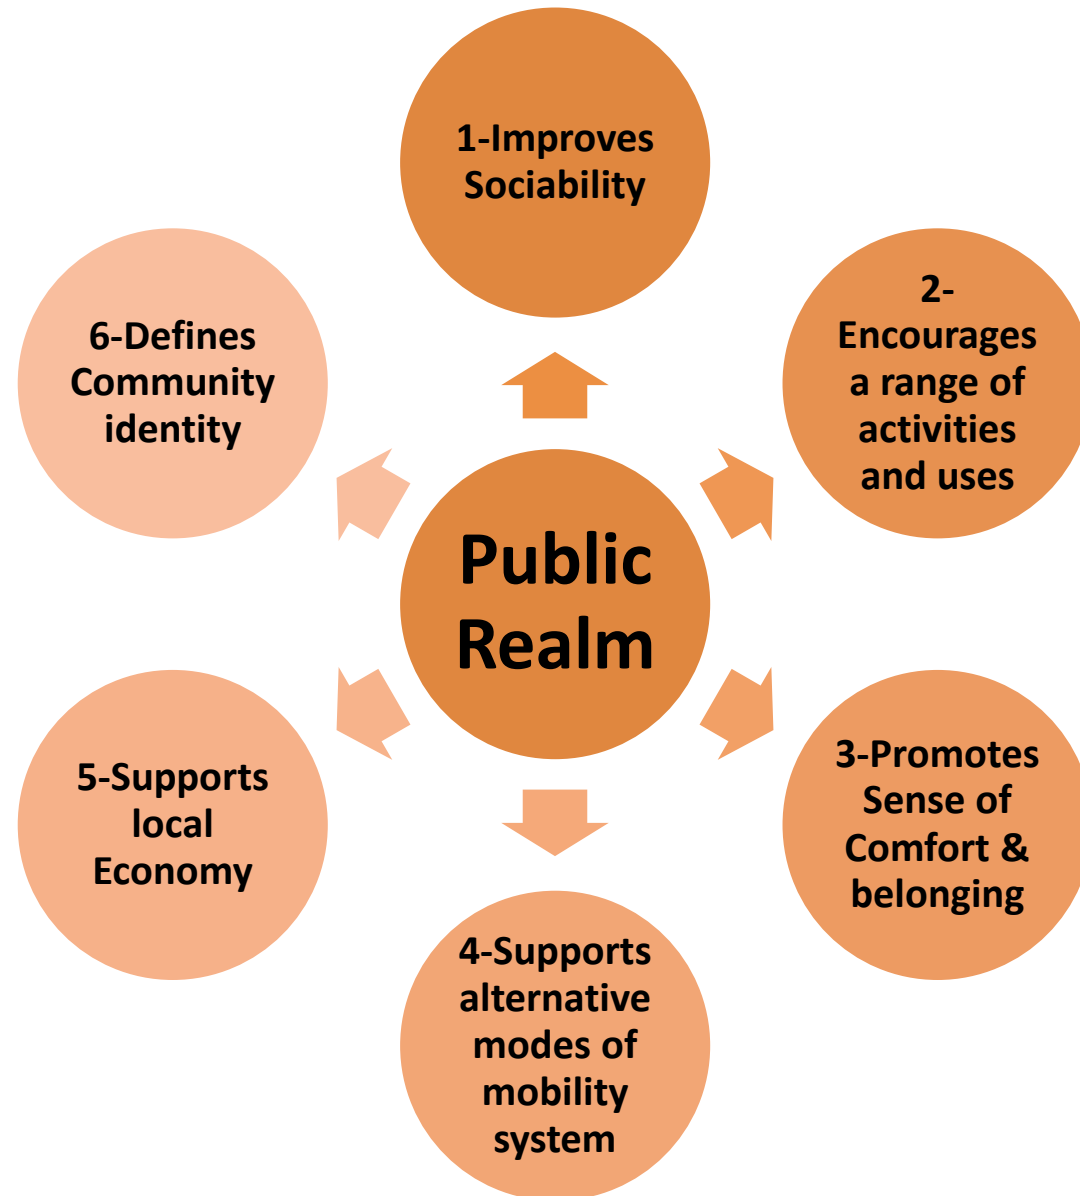 1-Improves
Sociability
2-
Encourages
a range of
activities
and uses
3-Promotes
Sense of
Comfort &
belonging
4-Supports
alternative
modes of
mobility
system
5-Supports
local
Economy
6-Defines
Community
identity
Public
Realm